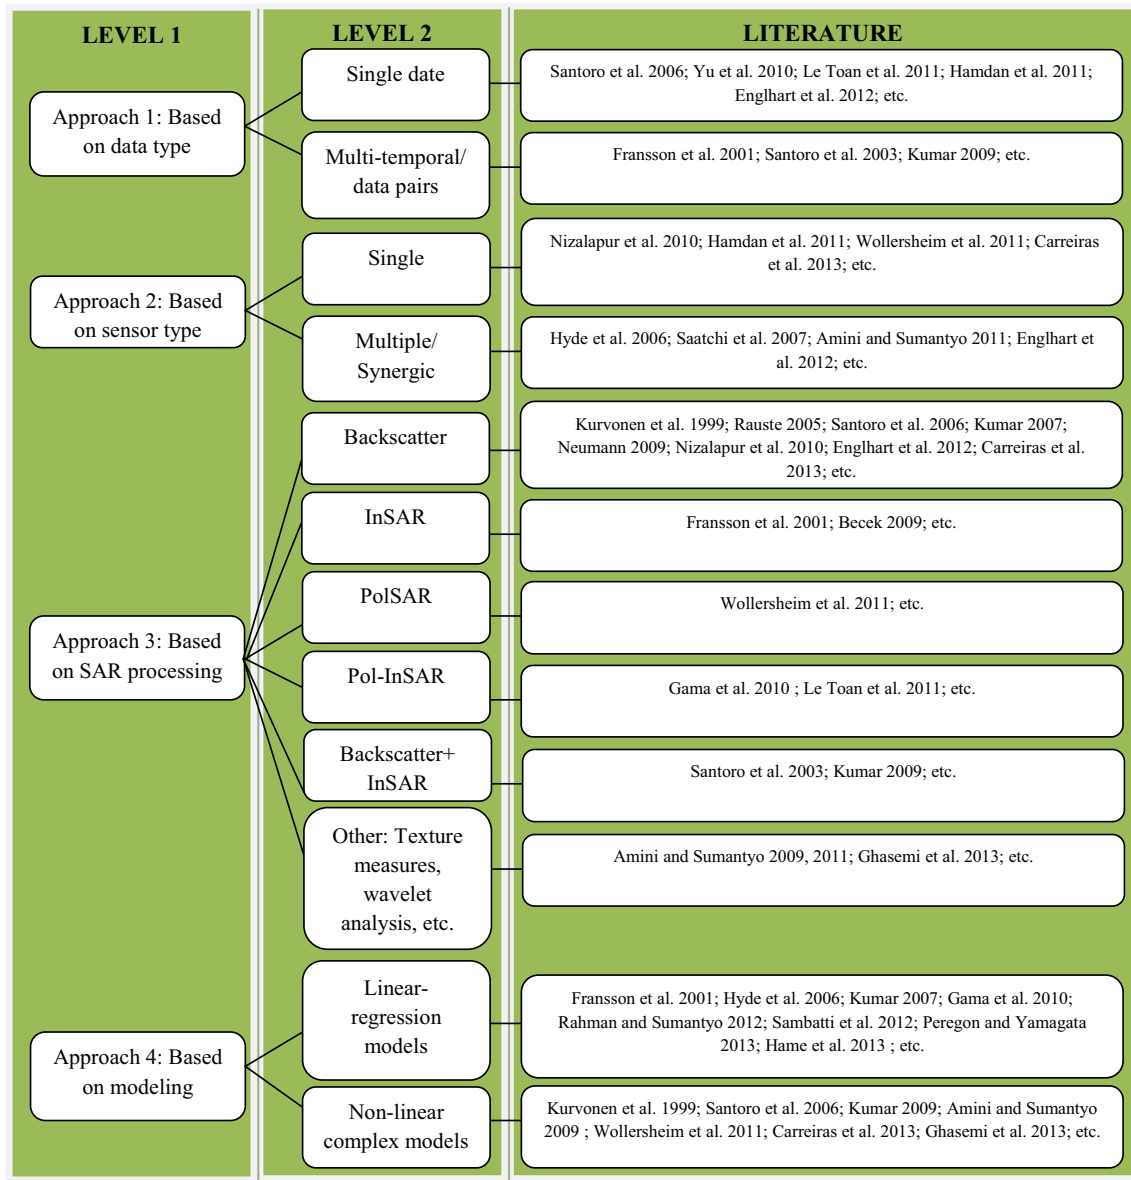 LEVEL 1
LEVEL 2
LITERATURE
Approach 1: Based
on data type
Single date
Santoro et al. 2006; Yu et al. 2010; Le Toan et al. 2011; Hamdan et al. 2011;
Englhart et al. 2012; etc.
Multi-temporal/
data pairs
Fransson et al. 2001; Santoro et al. 2003; Kumar 2009; etc.
Approach 2: Based
on sensor type
Single
Nizalapur et al. 2010; Hamdan et al. 2011; Wollersheim et al. 2011; Carreiras
et al. 2013; etc.
Multiple/
Synergic
Hyde et al. 2006; Saatchi et al. 2007; Amini and Sumantyo 2011; Englhart et
al. 2012; etc.
Approach 3: Based
on SAR processing
Backscatter
Kurvonen et al. 1999; Rauste 2005; Santoro et al. 2006; Kumar 2007;
Neumann 2009; Nizalapur et al. 2010; Englhart et al. 2012; Carreiras et al.
2013; etc.
InSAR
Fransson et al. 2001; Becek 2009; etc.
PolSAR
Wollersheim et al. 2011; etc.
Pol-InSAR
Gama et al. 2010 ; Le Toan et al. 2011; etc.
Backscatter+
InSAR
Santoro et al. 2003; Kumar 2009; etc.
Other: Texture
measures,
wavelet
analysis, etc.
Amini and Sumantyo 2009, 2011; Ghasemi et al. 2013; etc.
Approach 4: Based
on modeling
Linear-
regression
models
Fransson et al. 2001; Hyde et al. 2006; Kumar 2007; Gama et al. 2010;
Rahman and Sumantyo 2012; Sambatti et al. 2012; Peregon and Yamagata
2013; Hame et al. 2013 ; etc.
Non-linear
complex models
Kurvonen et al. 1999; Santoro et al. 2006; Kumar 2009; Amini and Sumantyo
2009 ; Wollersheim et al. 2011; Carreiras et al. 2013; Ghasemi et al. 2013; etc.